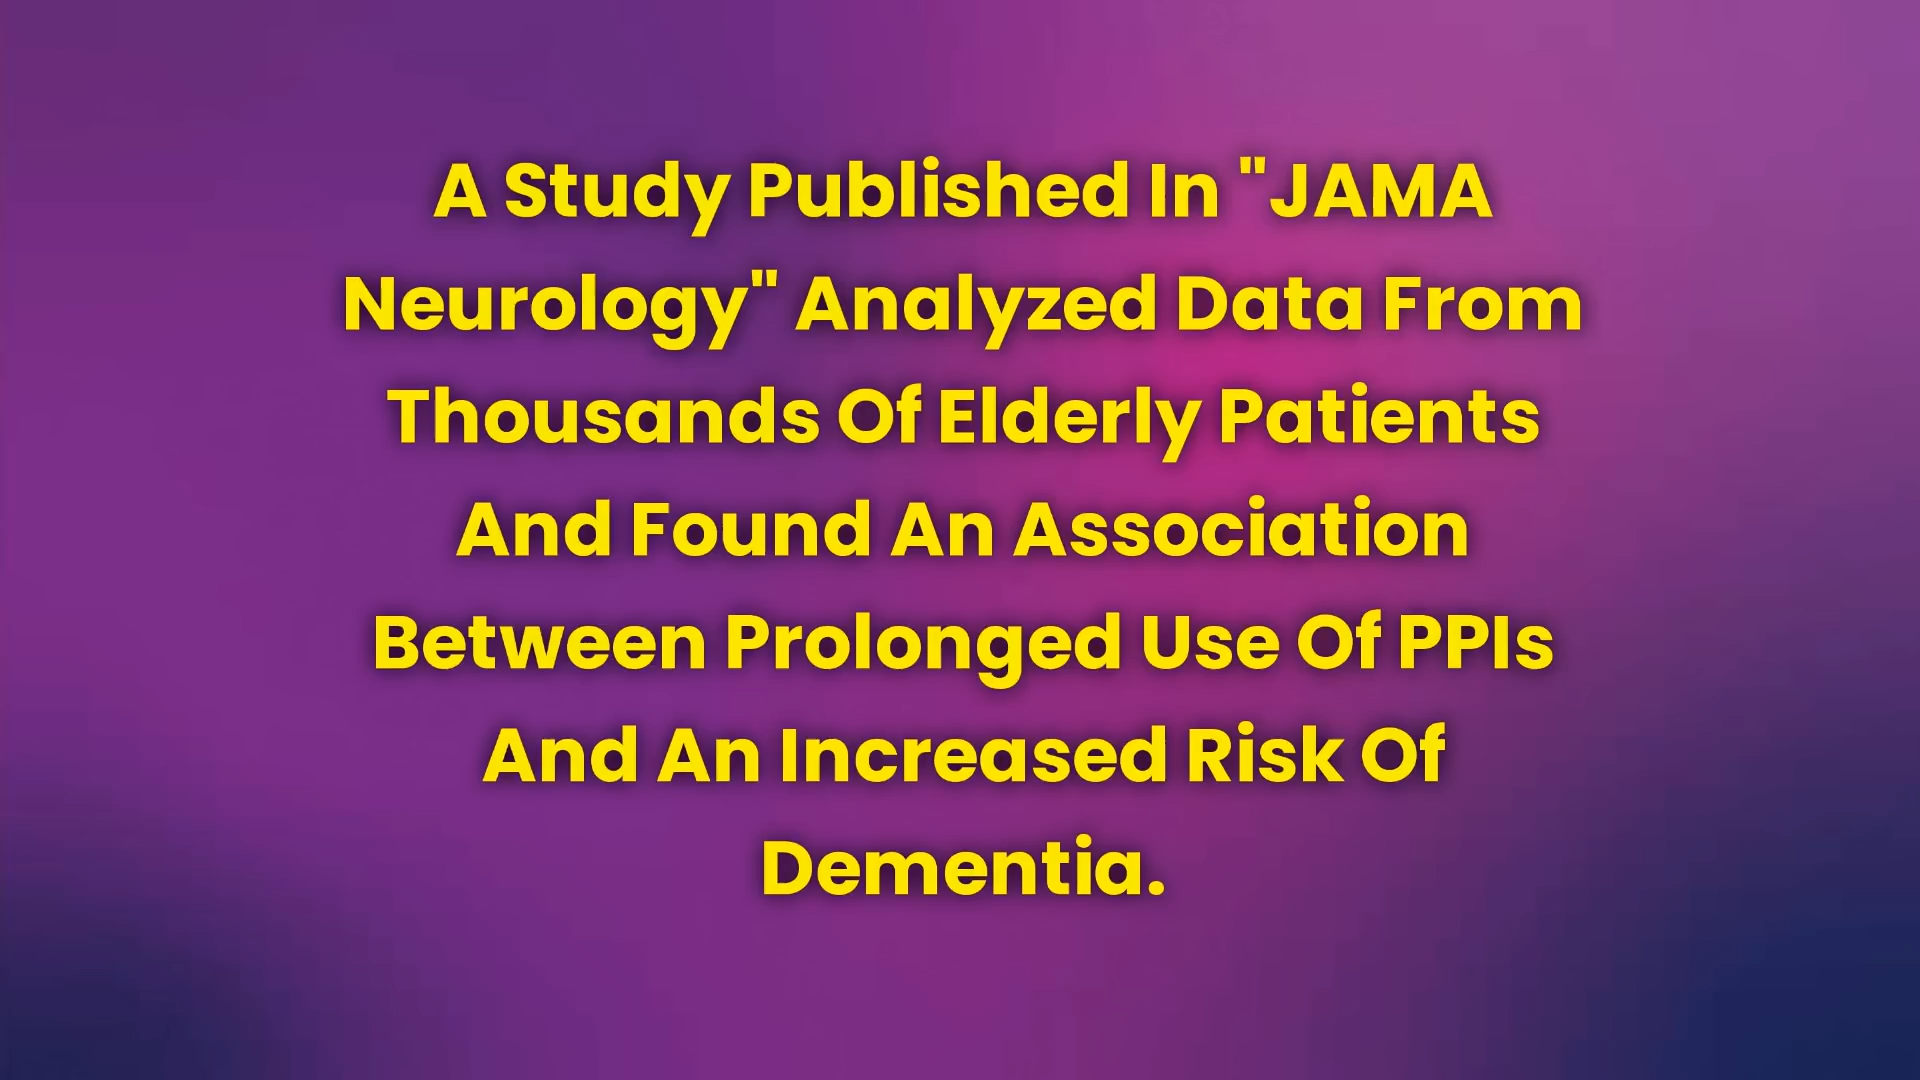 A Study Published In "JAMA
Neurology" Analyzed Data From
Thousands Of Elderly Patients
And Found An Association
Between Prolonged Use Of PPIs
And An Increased Risk Of
Dementia.